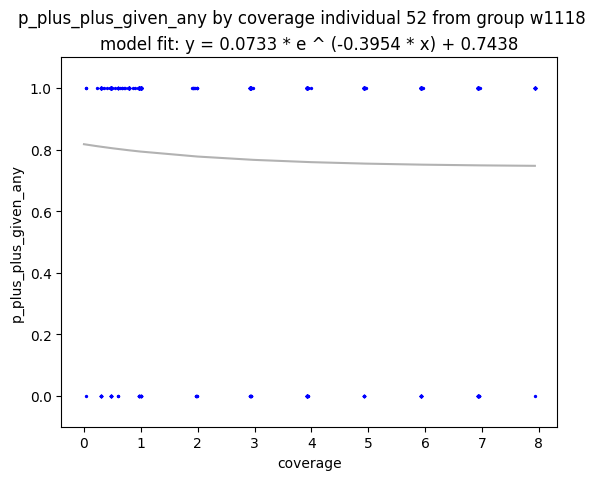 p_plus_plus_given_any by coverage individual 52 from group w1118
model fit: y = 0.0733 * e ^ (-0.3954 * x) + 0.7438
1.0
0.8
0.6
0.4
0.2
0.0
p_plus_plus_given_any
0 1 2 3 4 5 6 7 8
coverage